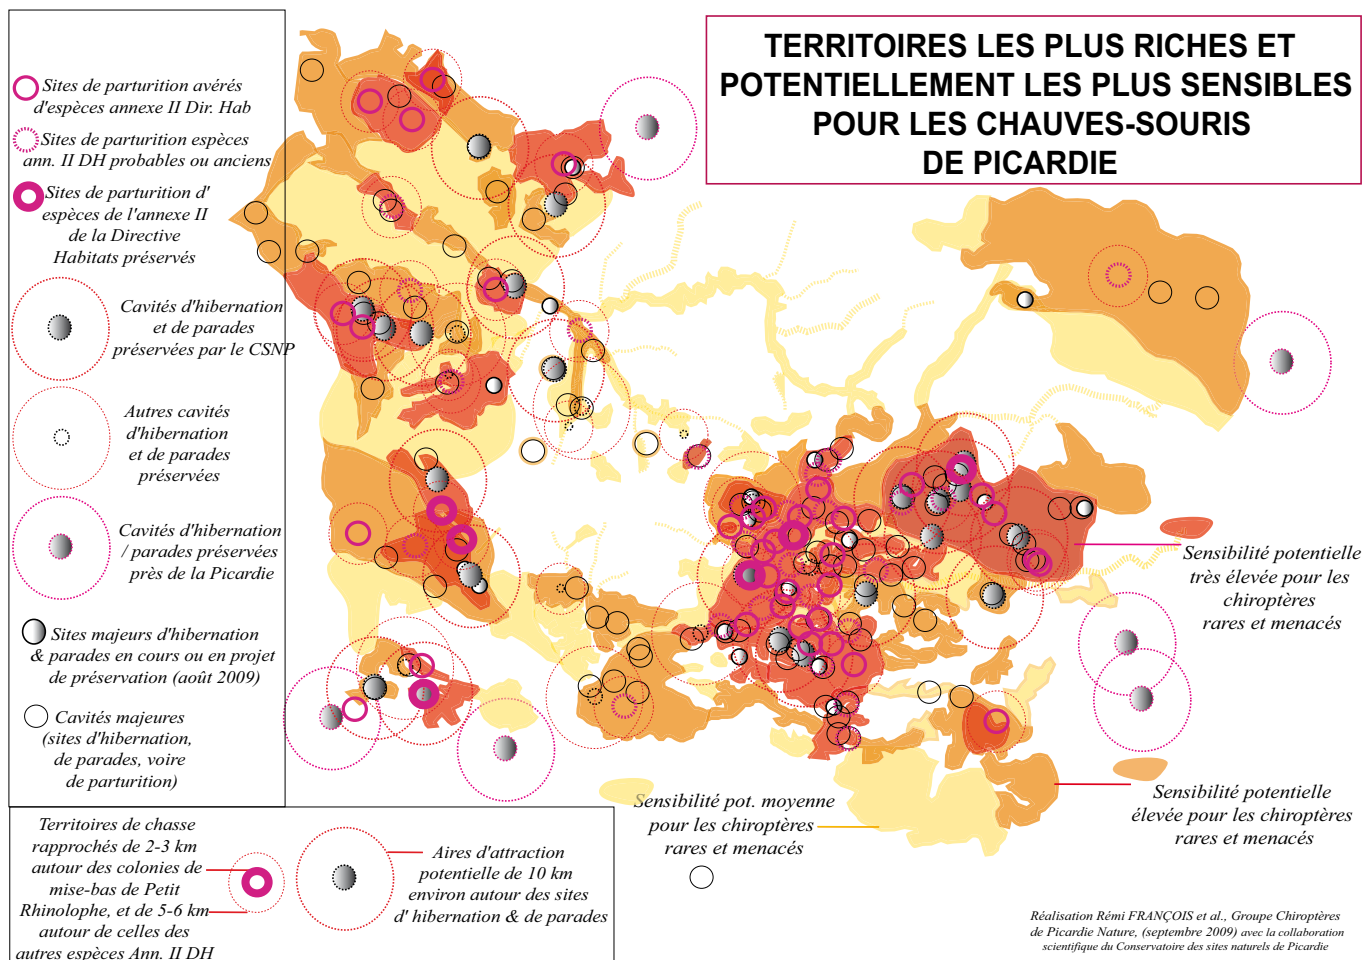 TERRITOIRES LES PLUS RICHES ET
POTENTIELLEMENT LES PLUS SENSIBLES
POUR LES CHAUVES-SOURIS
DE PICARDIE
Sites de parturition avérés
d'espèces annexe II Dir. Hab
Sites de parturition espèces
ann. II DH probables ou anciens
Sites de parturition d'
espèces de l'annexe II
de la Directive
Habitats préservés
Cavités d'hibernation
et de parades
préservées par le CSNP
Autres cavités
d'hibernation
et de parades
préservées
Cavités d'hibernation
/ parades préservées
près de la Picardie
Sites majeurs d'hibernation
& parades en cours ou en projet
de préservation (août 2009)
Cavités majeures
(sites d'hibernation,
de parades, voire
de parturition)
Territoires de chasse
rapprochés de 2-3 km
autour des colonies de
mise-bas de Petit
Rhinolophe, et de 5-6 km
autour de celles des
autres espèces Ann. II DH
Aires d'attraction
potentielle de 10 km
environ autour des sites
d' hibernation & de parades
Sensibilité pot. moyenne
pour les chiroptères
rares et menacés
Sensibilité potentielle
très élevée pour les
chiroptères
rares et menacés
Sensibilité potentielle
élevée pour les chiroptères
rares et menacés
Réalisation Rémi FRANÇOIS et al., Groupe Chiroptères
de Picardie Nature, (septembre 2009) avec la collaboration
scientifique du Conservatoire des sites naturels de Picardie